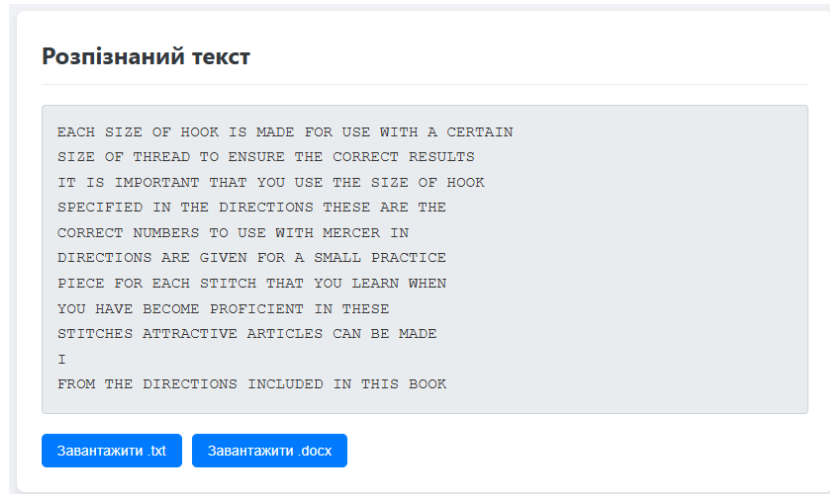 Розпізнаний текст
EACH SIZE OF HOOK IS MADE FOR USE WITH A CERTAIN
SIZE OF THREAD TO ENSURE THE CORRECT RESULTS
IT IS IMPORTANT THAT YOU USE THE SIZE OF HOOK
SPECIFIED IN THE DIRECTIONS THESE ARE THE
CORRECT NUMBERS TO USE WITH MERCER IN
DIRECTIONS ARE GIVEN FOR A SMALL PRACTICE
PIECE FOR EACH STITCH THAT YOU LEARN WHEN
YOU HAVE BECOME PROFICIENT IN THESE
STITCHES ATTRACTIVE ARTICLES CAN BE MADE
I
FROM THE DIRECTIONS INCLUDED IN THIS BOOK
Завантажити .txt Завантажити .docx